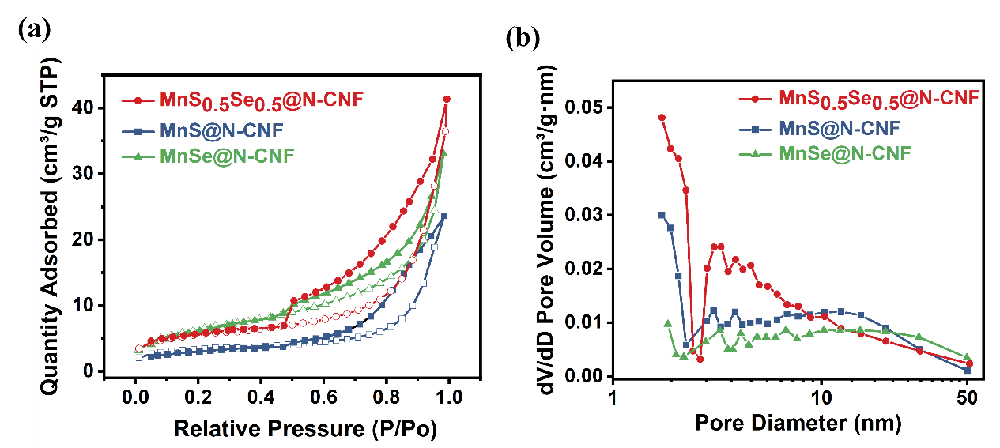 (a)
Quantity Adsorbed (cm³/g STP)
40
30
20
10
0
MnS0.5Se0.5@N-CNF
MnS@N-CNF
MnSe@N-CNF
0.0 0.2 0.4 0.6 0.8 1.0
Relative Pressure (P/Po)
(b)
dV/dD Pore Volume (cm³/g·nm)
0.05
0.04
0.03
0.02
0.01
0.00
MnS0.5Se0.5@N-CNF
MnS@N-CNF
MnSe@N-CNF
1 10 50
Pore Diameter (nm)